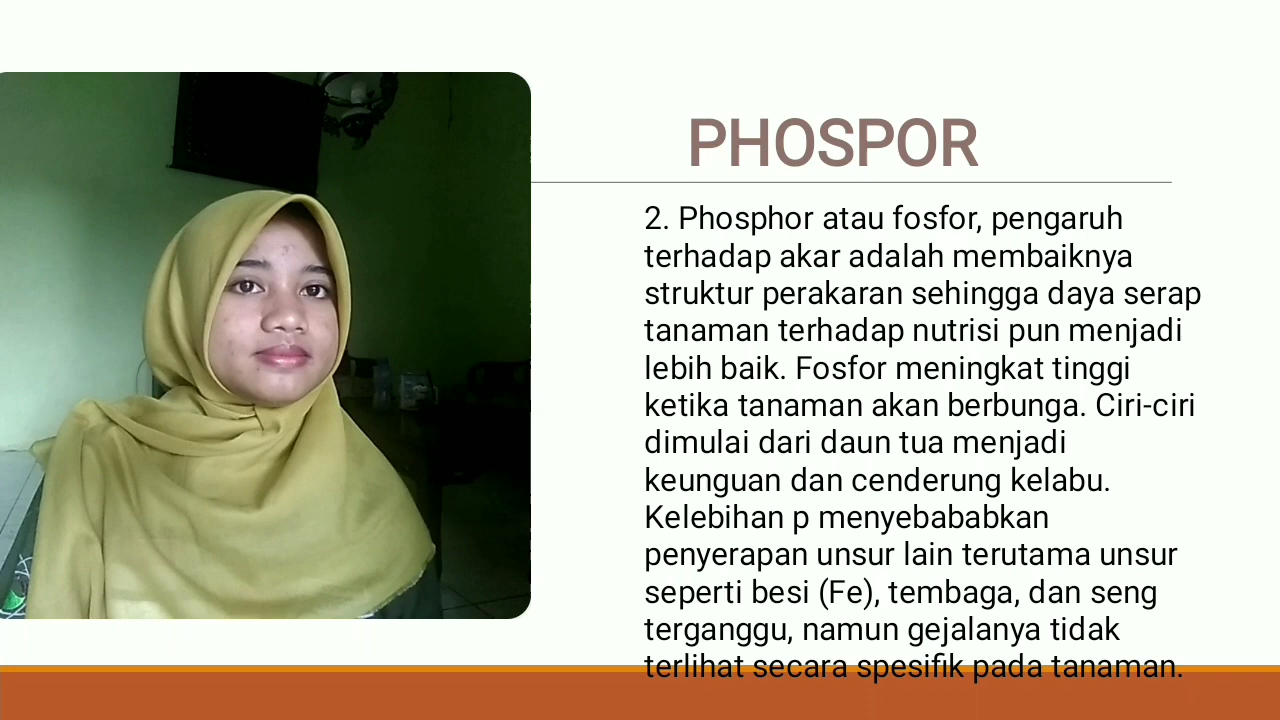 PHOSPOR
2. Phosphor atau fosfor, pengaruh
terhadap akar adalah membaiknya
struktur perakaran sehingga daya serap
tanaman terhadap nutrisi pun menjadi
lebih baik. Fosfor meningkat tinggi
ketika tanaman akan berbunga. Ciri-ciri
dimulai dari daun tua menjadi
keunguan dan cenderung kelabu.
Kelebihan p menyebababkan
penyerapan unsur lain terutama unsur
seperti besi (Fe), tembaga, dan seng
terganggu, namun gejalanya tidak
terlihat secara spesifik pada tanaman.